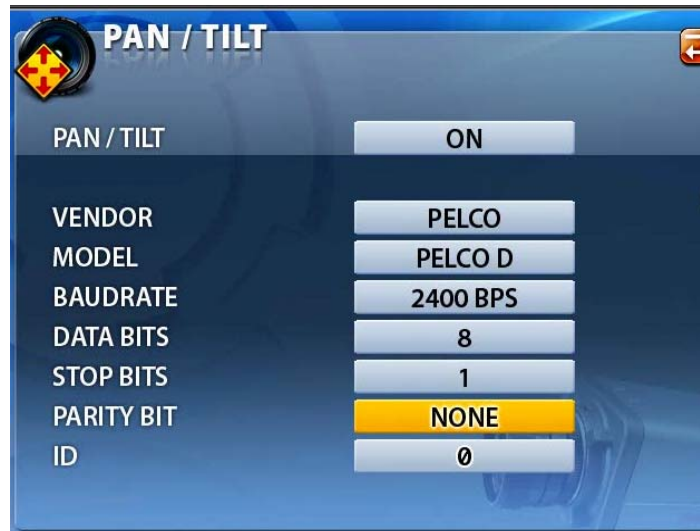 PAN / TILT
PAN / TILT ON
VENDOR PELCO
MODEL PELCO D
BAUDRATE 2400 BPS
DATA BITS 8
STOP BITS 1
PARITY BIT NONE
ID 0